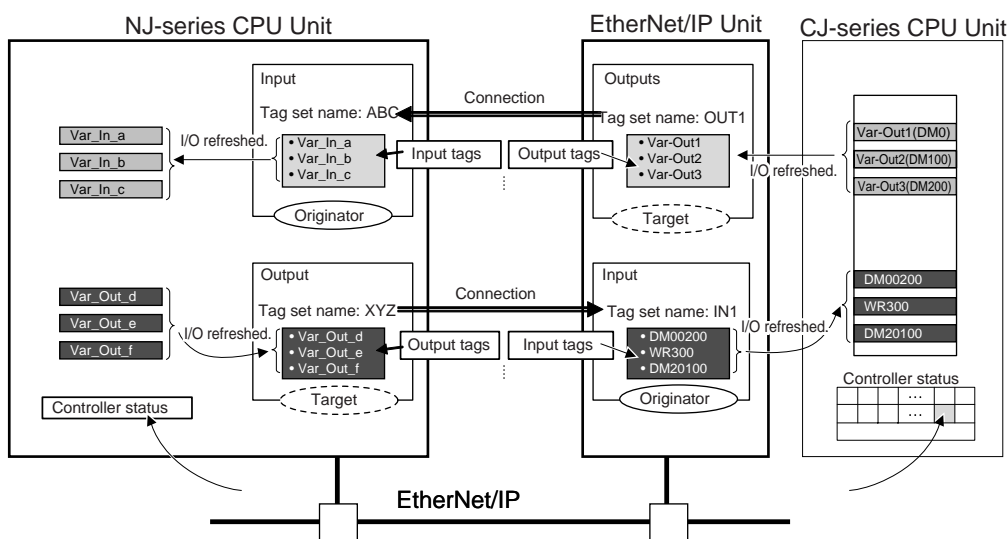 NJ-series CPU Unit
EtherNet/IP Unit
CJ-series CPU Unit
Input
Tag set name: ABC
Var_In_a
Var_In_b
Var_In_c
I/O refreshed.
• Var_In_a
• Var_In_b
• Var_In_c
Originator
Connection
Input tags
Output tags
Outputs
Tag set name: OUT1
• Var-Out1
• Var-Out2
• Var-Out3
Target
I/O refreshed.
Var-Out1(DM0)
Var-Out2(DM100)
Var-Out3(DM200)
Output
Tag set name: XYZ
Var_Out_d
Var_Out_e
Var_Out_f
I/O refreshed.
• Var_Out_d
• Var_Out_e
• Var_Out_f
Target
Connection
Output tags
Input tags
Input
Tag set name: IN1
• DM00200
• WR300
• DM20100
Originator
I/O refreshed.
DM00200
WR300
DM20100
Controller status
Controller status
...
...
EtherNet/IP